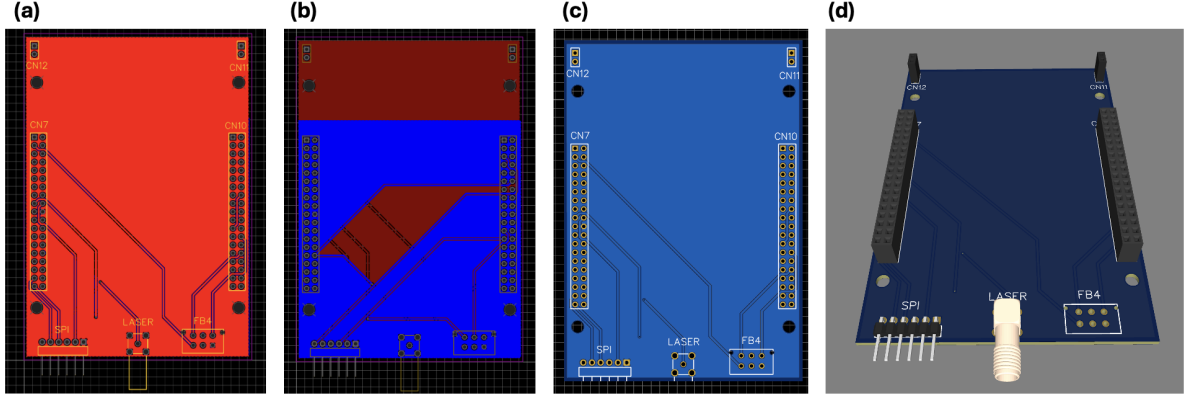 (a)
CN12
CN11
CN7
CN10
SPI
LASER
FB4
(b)
(c)
CN12
CN11
CN7
CN10
SPI
LASER
FB4
(d)
CN12
CN11
SPI
LASER
FB4